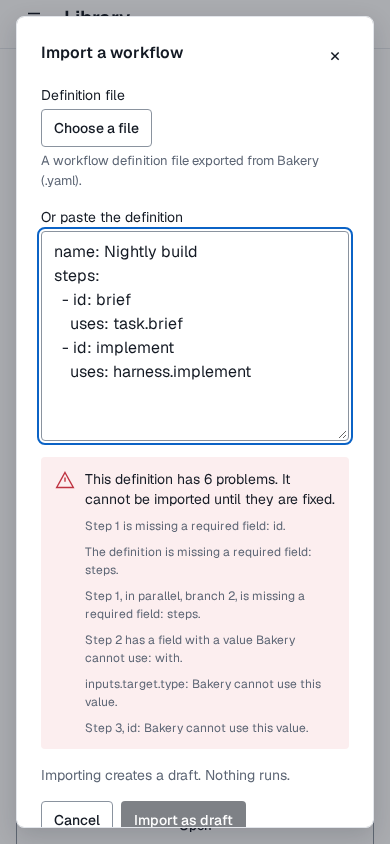 Library
Import a workflow
×
Definition file
Choose a file
A workflow definition file exported from Bakery
(.yaml).
Or paste the definition
name: Nightly build
steps:
  - id: brief
    uses: task.brief
  - id: implement
    uses: harness.implement
This definition has 6 problems. It
cannot be imported until they are fixed.
Step 1 is missing a required field: id.
The definition is missing a required field:
steps.
Step 1, in parallel, branch 2, is missing a
required field: steps.
Step 2 has a field with a value Bakery
cannot use: with.
inputs.target.type: Bakery cannot use this
value.
Step 3, id: Bakery cannot use this value.
Importing creates a draft. Nothing runs.
Cancel
Import as draft
Open